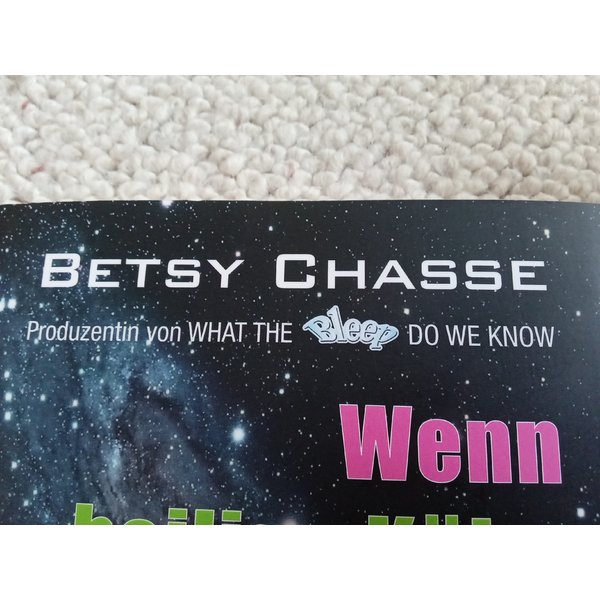 BETSY CHASSE
Produzentin von WHAT THE Bleep DO WE KNOW
Wenn